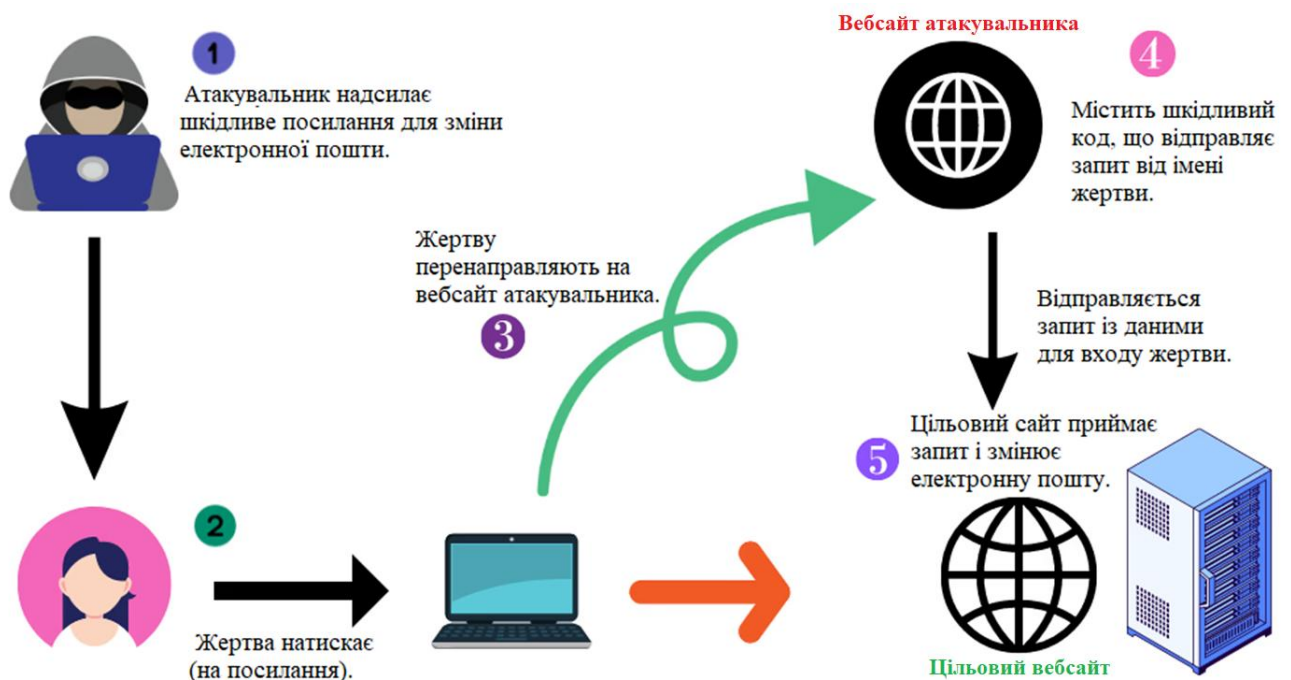 1
Атакувальник надсилає
шкідливе посилання для зміни
електронної пошти.
2
Жертва натискає
(на посилання).
Жертву
перенаправляють на
вебсайт атакувальника.
3
Вебсайт атакувальника
4
Містить шкідливий
код, що відправляє
запит від імені
жертви.
Відправляється
запит із даними
для входу жертви.
5
Цільовий сайт приймає
запит і змінює
електронну пошту.
Цільовий вебсайт